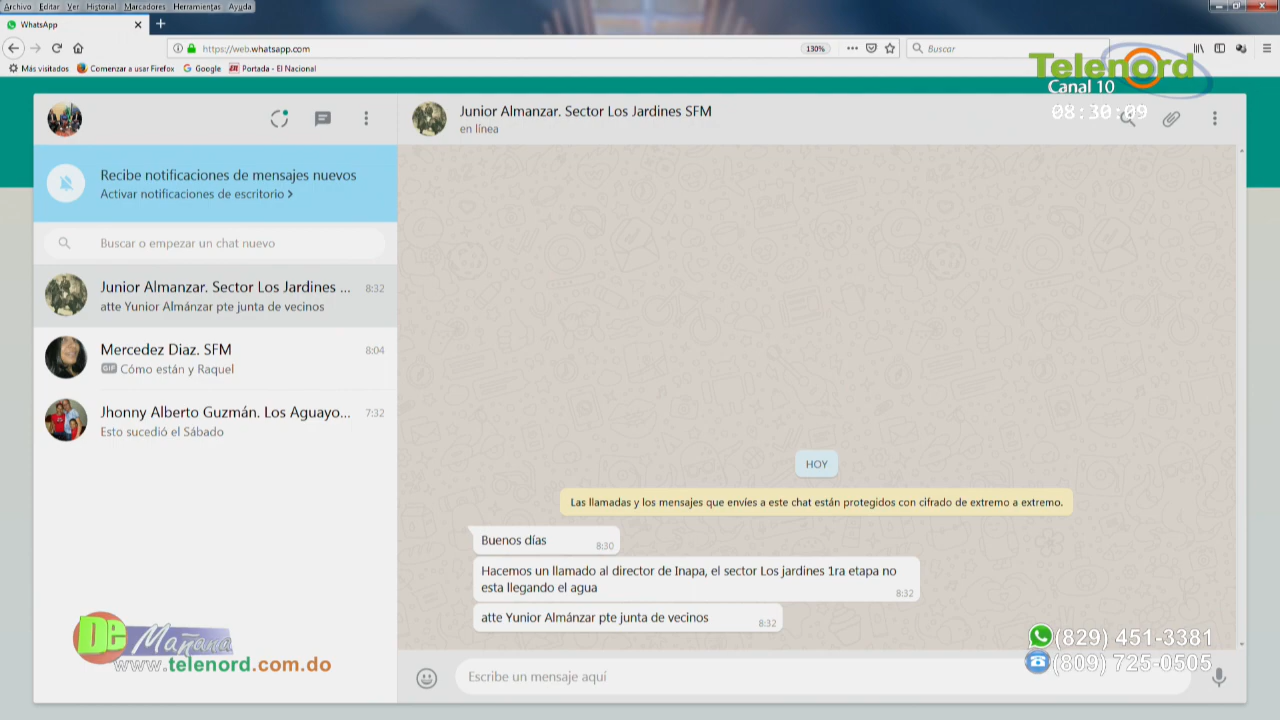 Archivo Editar Ver Historial Marcadores Herramientas Ayuda
WhatsApp
https://web.whatsapp.com
130%
Buscar
Más visitados Comenzar a usar Firefox Google Portada - El Nacional
Telenord
Canal 10
08:30:09
Junior Almanzar. Sector Los Jardines SFM
en línea
Recibe notificaciones de mensajes nuevos
Activar notificaciones de escritorio >
Buscar o empezar un chat nuevo
Junior Almanzar. Sector Los Jardines ... 8:32
atte Yunior Almánzar pte junta de vecinos
Mercedez Diaz. SFM 8:04
GIF Cómo están y Raquel
Jhonny Alberto Guzmán. Los Aguayo... 7:32
Esto sucedió el Sábado
HOY
Las llamadas y los mensajes que envíes a este chat están protegidos con cifrado de extremo a extremo.
Buenos días 8:30
Hacemos un llamado al director de Inapa, el sector Los jardines 1ra etapa no
esta llegando el agua 8:32
atte Yunior Almánzar pte junta de vecinos 8:32
Escribe un mensaje aquí
De Mañana
www.telenord.com.do
(829) 451-3381
(809) 725-0505